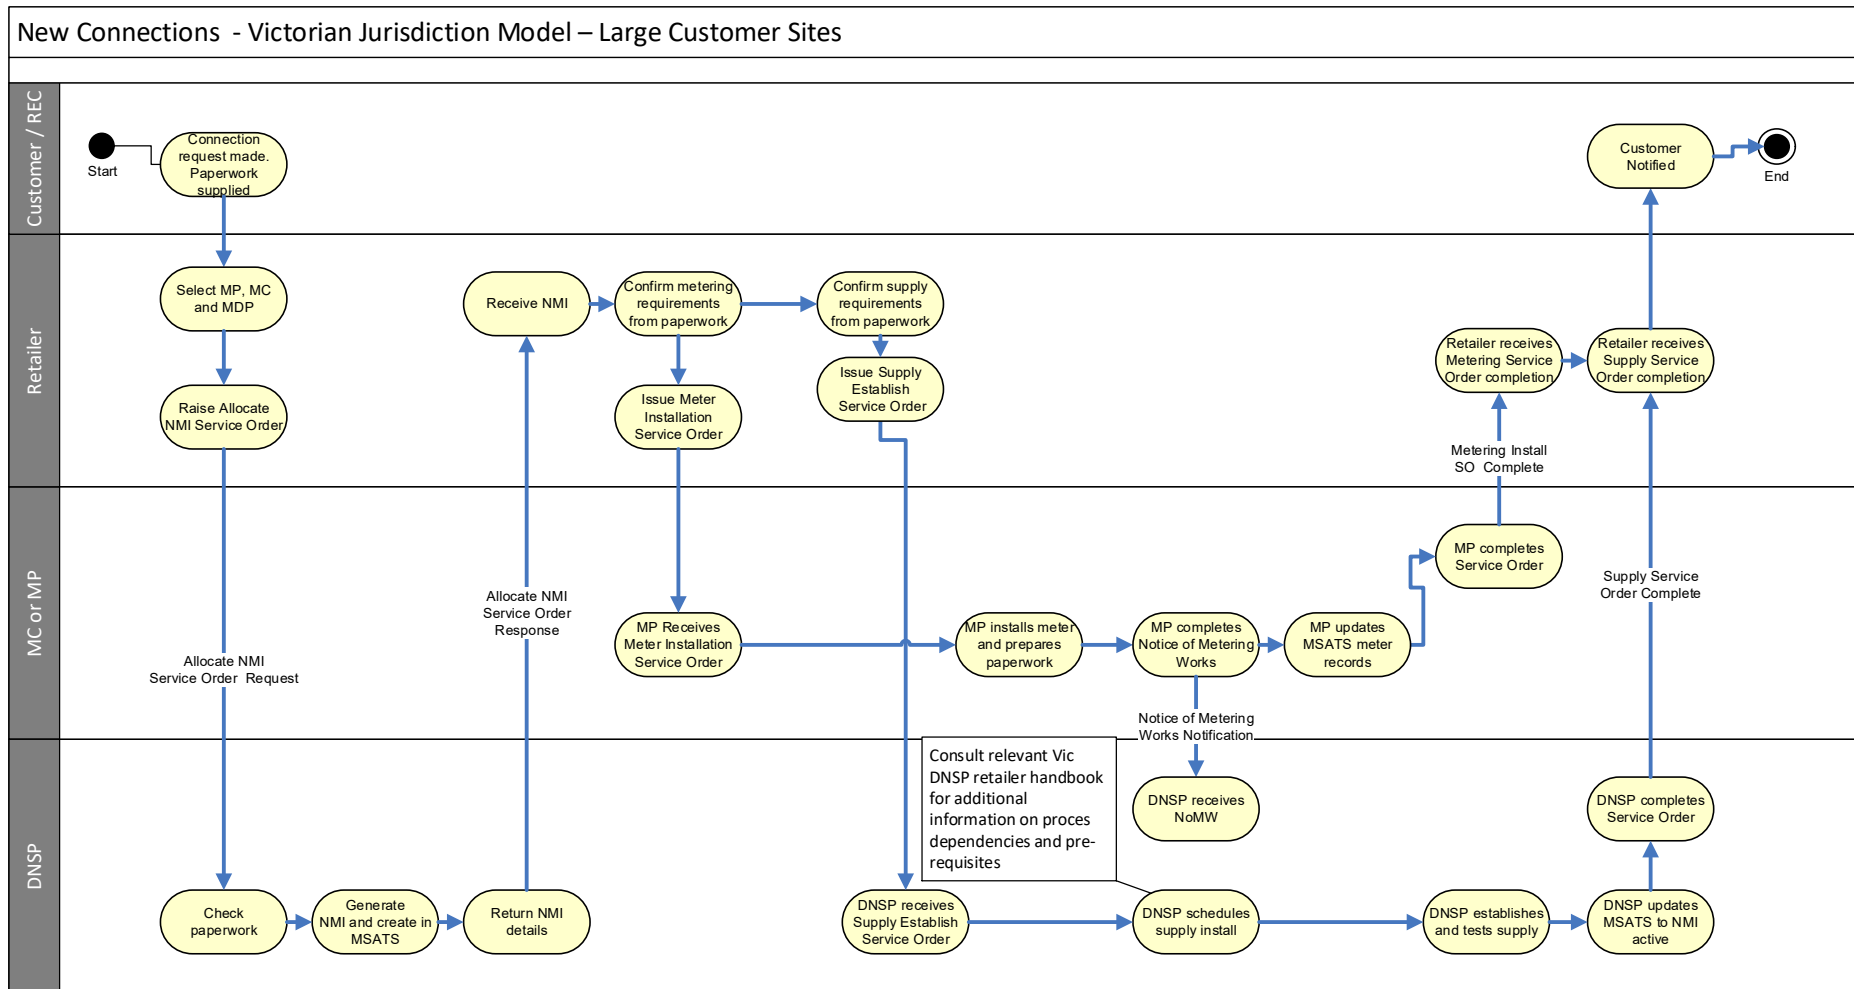 New Connections - Victorian Jurisdiction Model – Large Customer Sites
Customer / REC
Start
Connection
request made.
Paperwork
supplied
Customer
Notified
End
Retailer
Select MP, MC
and MDP
Raise Allocate
NMI Service Order
Receive NMI
Confirm metering
requirements
from paperwork
Issue Meter
Installation
Service Order
Confirm supply
requirements
from paperwork
Issue Supply
Establish
Service Order
Retailer receives
Metering Service
Order completion
Retailer receives
Supply Service
Order completion
Metering Install
SO Complete
MC or MP
Allocate NMI
Service Order Request
Allocate NMI
Service Order
Response
MP Receives
Meter Installation
Service Order
MP installs meter
and prepares
paperwork
MP completes
Notice of Metering
Works
MP updates
MSATS meter
records
MP completes
Service Order
Supply Service
Order Complete
Notice of Metering
Works Notification
DNSP
Consult relevant Vic
DNSP retailer handbook
for additional
information on proces
dependencies and pre-
requisites
DNSP receives
NoMW
DNSP completes
Service Order
Check
paperwork
Generate
NMI and create in
MSATS
Return NMI
details
DNSP receives
Supply Establish
Service Order
DNSP schedules
supply install
DNSP establishes
and tests supply
DNSP updates
MSATS to NMI
active